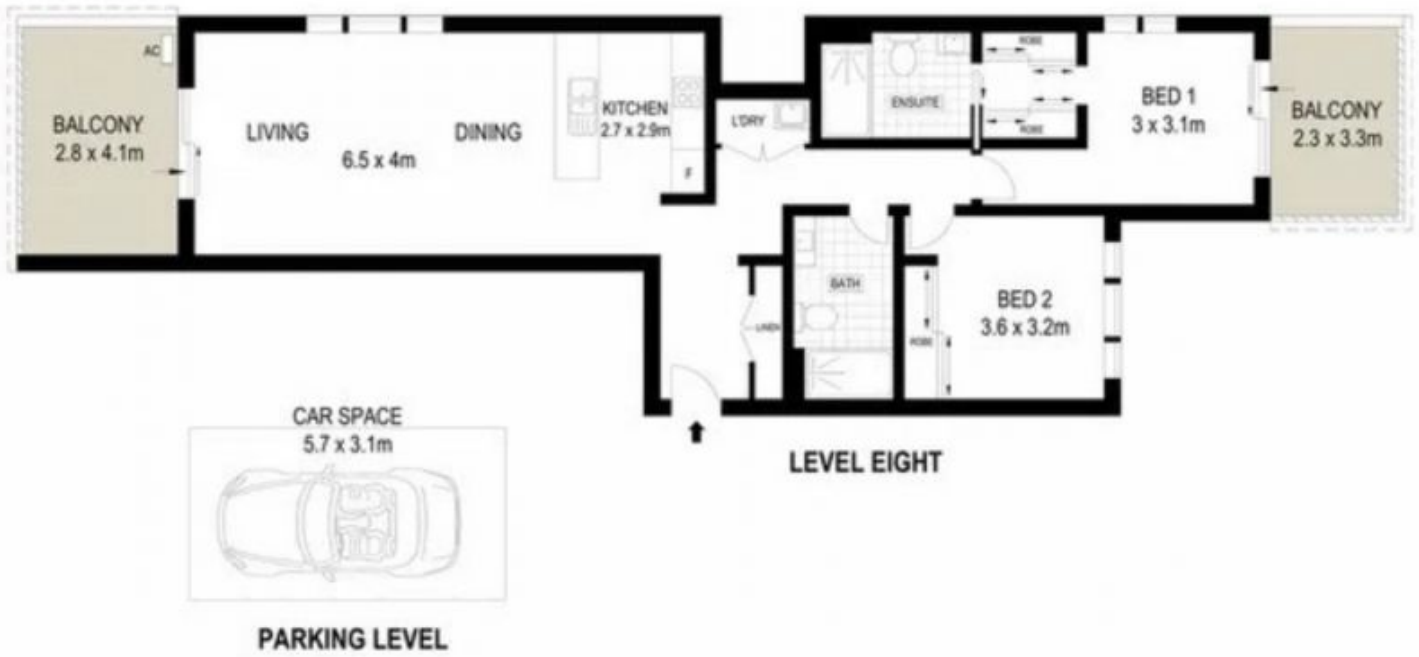 AC
BALCONY
2.8 x 4.1m
LIVING
DINING
6.5 x 4m
KITCHEN
2.7 x 2.9m
F
L'DRY
ENSUITE
ROBE
ROBE
BED 1
3 x 3.1m
BALCONY
2.3 x 3.3m
LINEN
BATH
ROBE
BED 2
3.6 x 3.2m
CAR SPACE
5.7 x 3.1m
LEVEL EIGHT
PARKING LEVEL